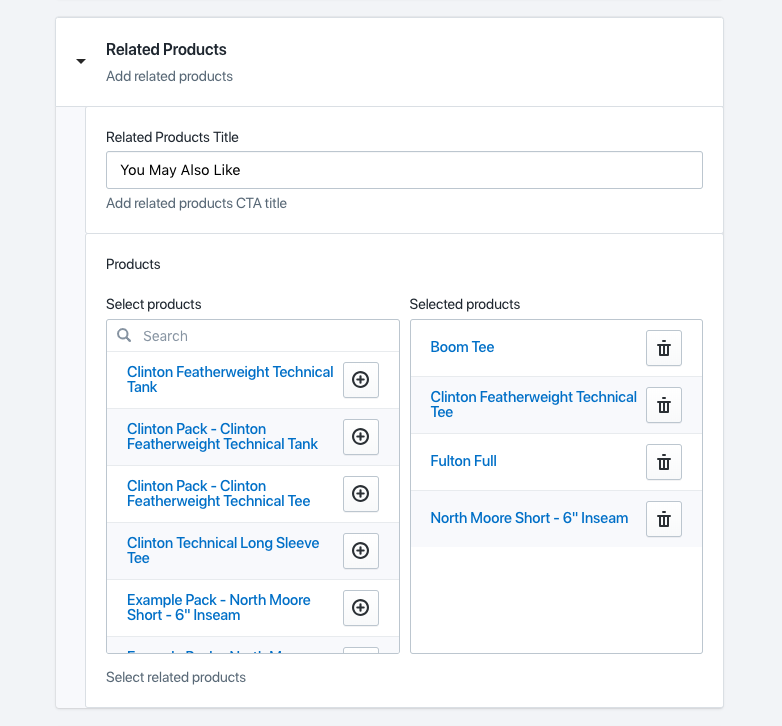 Related Products
Add related products
Related Products Title
You May Also Like
Add related products CTA title
Products
Select products
Search
Clinton Featherweight Technical
Tank
Clinton Pack - Clinton
Featherweight Technical Tank
Clinton Pack - Clinton
Featherweight Technical Tee
Clinton Technical Long Sleeve
Tee
Example Pack - North Moore
Short - 6" Inseam
Selected products
Boom Tee
Clinton Featherweight Technical
Tee
Fulton Full
North Moore Short - 6" Inseam
Select related products